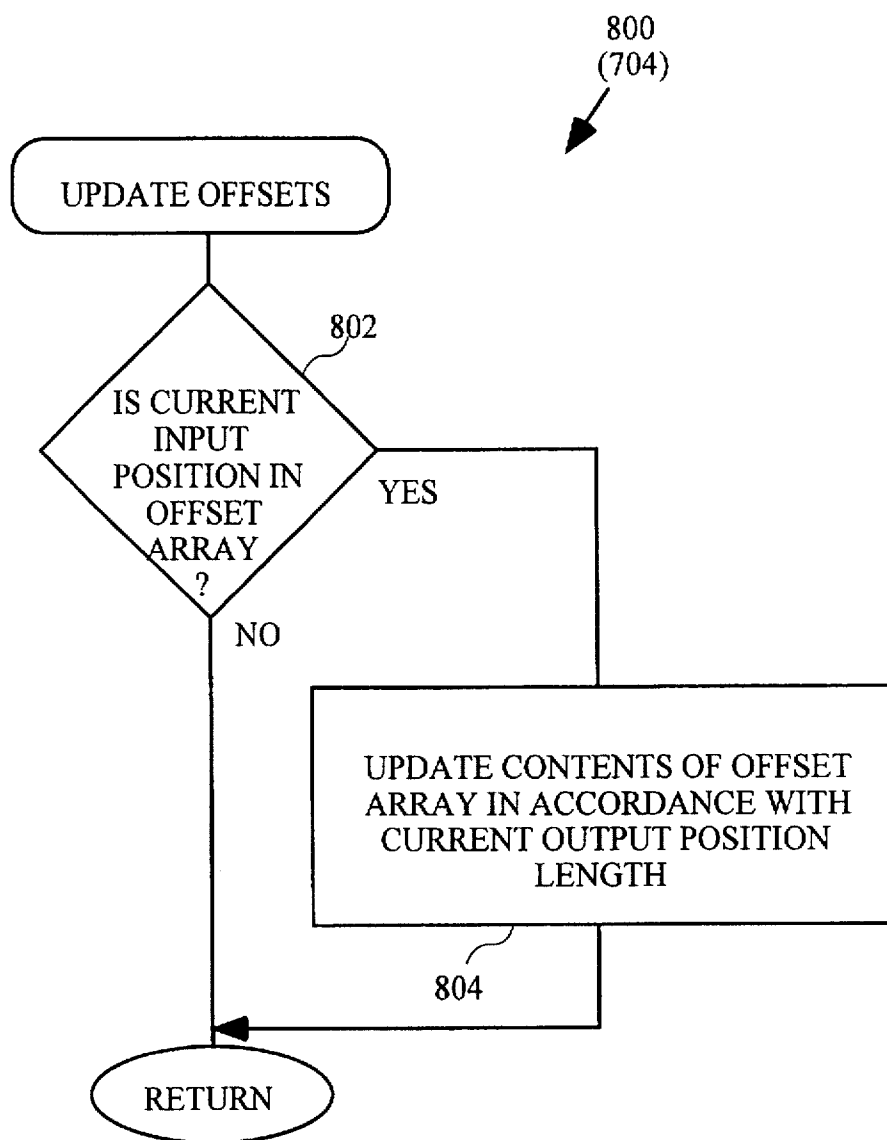 800
(704)
UPDATE OFFSETS
802
IS CURRENT
INPUT
POSITION IN
OFFSET
ARRAY
?
YES
NO
UPDATE CONTENTS OF OFFSET
ARRAY IN ACCORDANCE WITH
CURRENT OUTPUT POSITION
LENGTH
804
RETURN